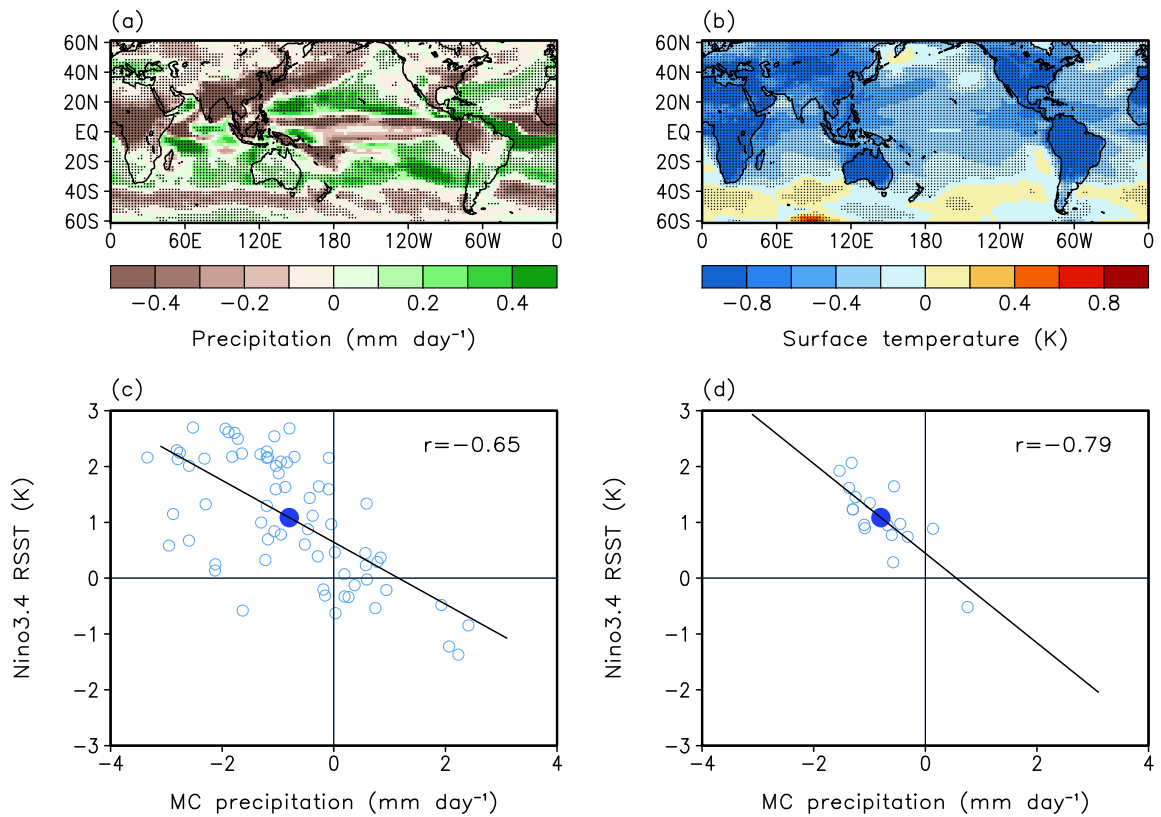 (a)
60N
40N
20N
EQ
20S
40S
60S
0 60E 120E 180 120W 60W 0
−0.4 −0.2 0 0.2 0.4
Precipitation (mm day⁻¹)
(b)
60N
40N
20N
EQ
20S
40S
60S
0 60E 120E 180 120W 60W 0
−0.8 −0.4 0 0.4 0.8
Surface temperature (K)
(c)
r=−0.65
Nino3.4 RSST (K)
3
2
1
0
−1
−2
−3
−4 −2 0 2 4
MC precipitation (mm day⁻¹)
(d)
r=−0.79
Nino3.4 RSST (K)
3
2
1
0
−1
−2
−3
−4 −2 0 2 4
MC precipitation (mm day⁻¹)